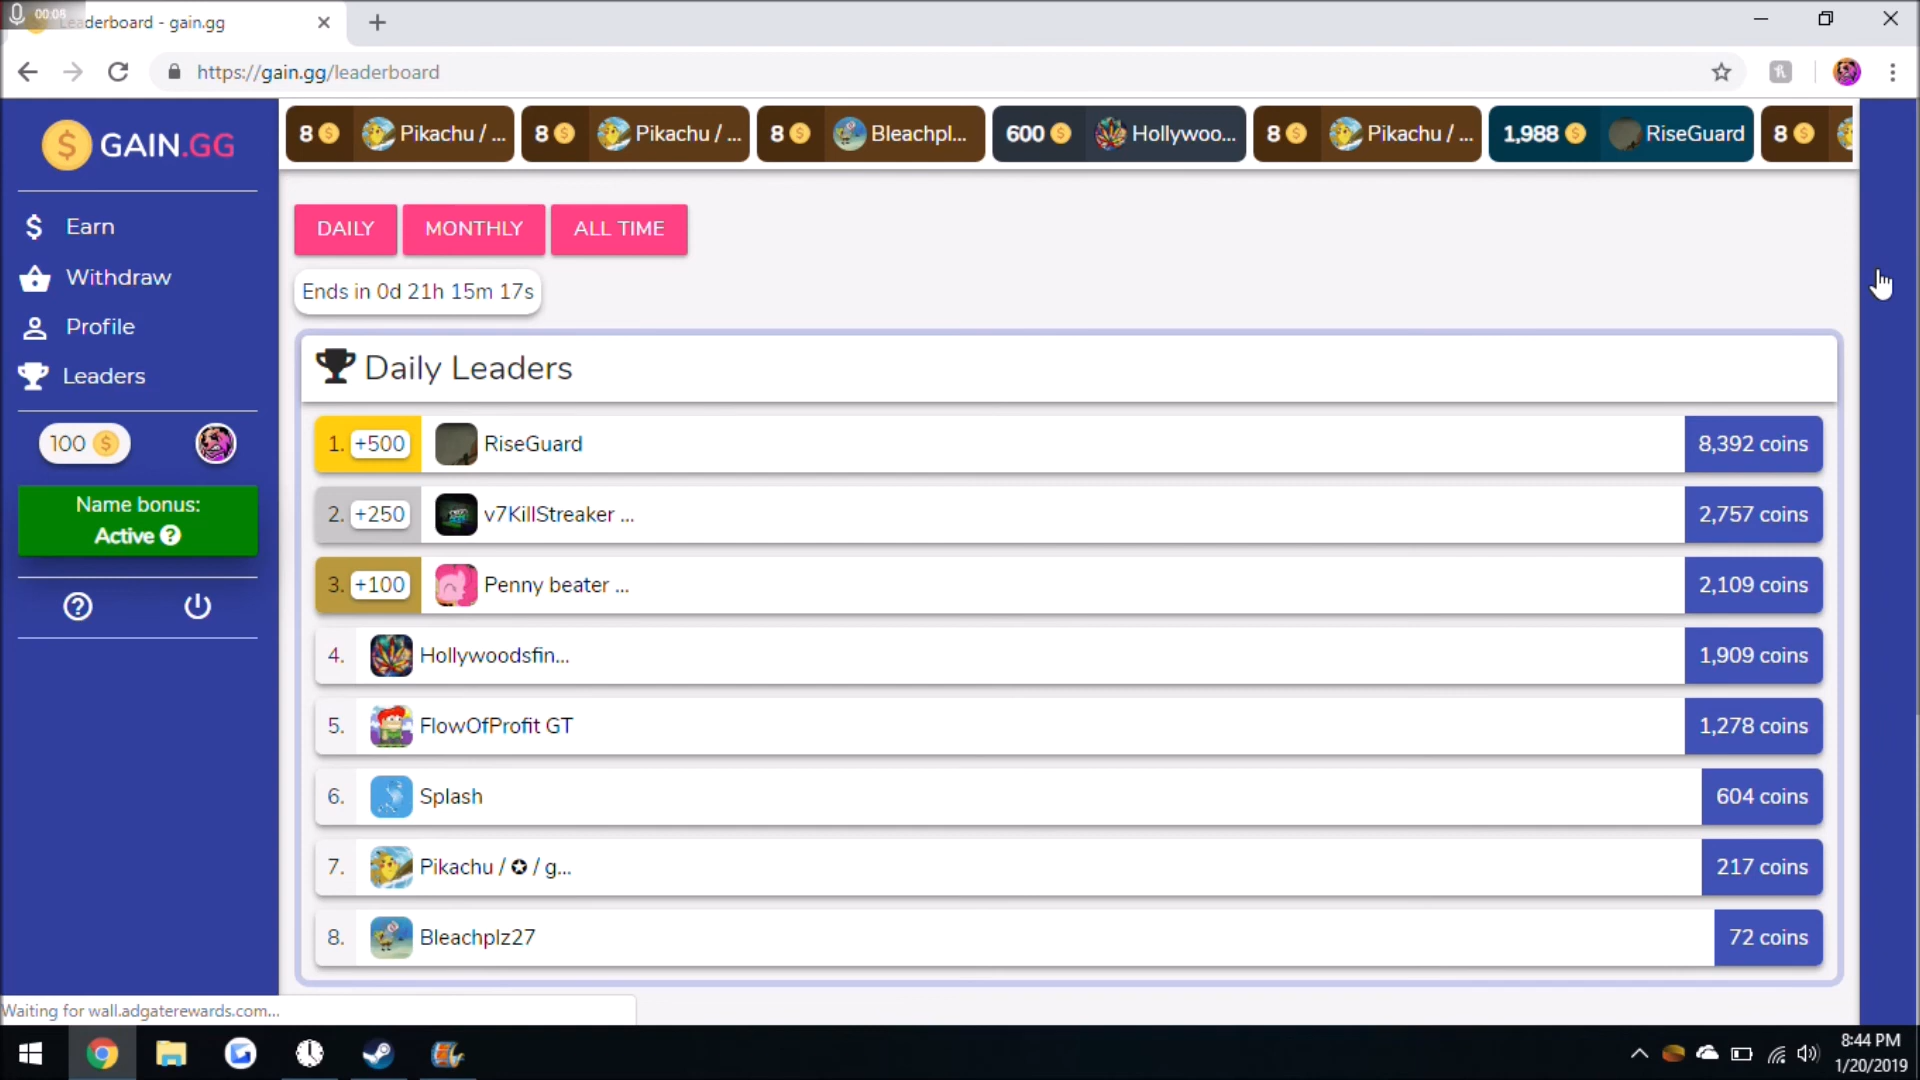 00:05
Leaderboard - gain.gg
https://gain.gg/leaderboard
GAIN.GG
8 Pikachu / ...
8 Pikachu / ...
8 Bleachpl...
600 Hollywoo...
8 Pikachu / ...
1,988 RiseGuard
8
Earn
Withdraw
Profile
Leaders
100
Name bonus:
Active
DAILY
MONTHLY
ALL TIME
Ends in 0d 21h 15m 17s
Daily Leaders
1. +500 RiseGuard 8,392 coins
2. +250 v7KillStreaker ... 2,757 coins
3. +100 Penny beater ... 2,109 coins
4. Hollywoodsfin... 1,909 coins
5. FlowOfProfit GT 1,278 coins
6. Splash 604 coins
7. Pikachu / ✪ / g... 217 coins
8. Bleachplz27 72 coins
Waiting for wall.adgaterewards.com...
8:44 PM
1/20/2019